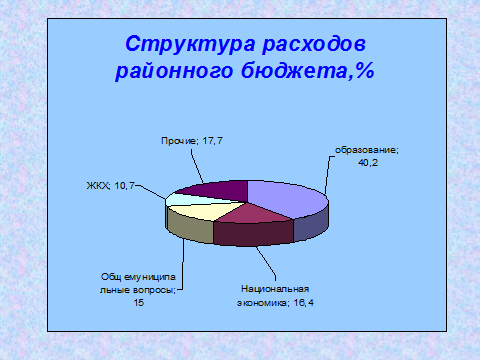 Структура расходов
районного бюджета,%
Прочие; 17,7
образование;
40,2
ЖКХ; 10,7
Общемуниципа
льные вопросы;
15
Национальная
экономика; 16,4